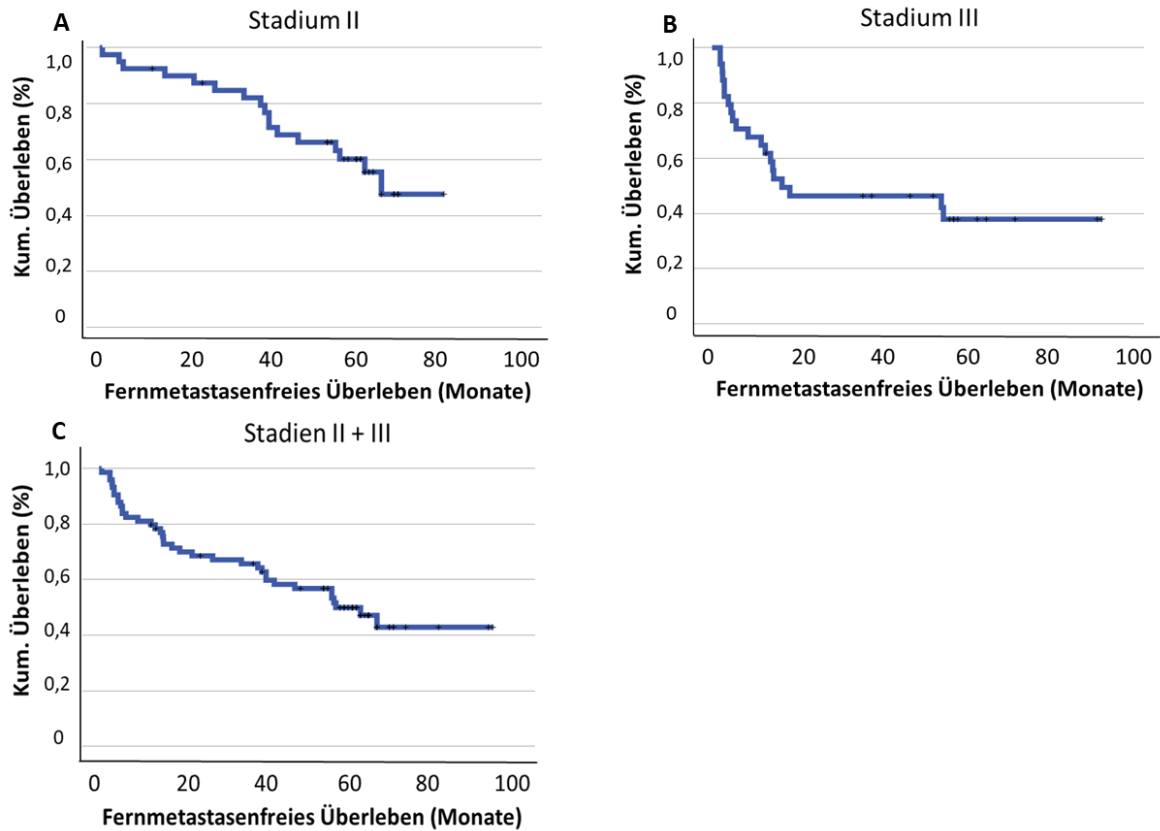 A
Stadium II
Kum. Überleben (%)
1,0
0,8
0,6
0,4
0,2
0
0 20 40 60 80 100
Fernmetastasenfreies Überleben (Monate)
B
Stadium III
Kum. Überleben (%)
1,0
0,8
0,6
0,4
0,2
0
0 20 40 60 80 100
Fernmetastasenfreies Überleben (Monate)
C
Stadien II + III
Kum. Überleben (%)
1,0
0,8
0,6
0,4
0,2
0
0 20 40 60 80 100
Fernmetastasenfreies Überleben (Monate)